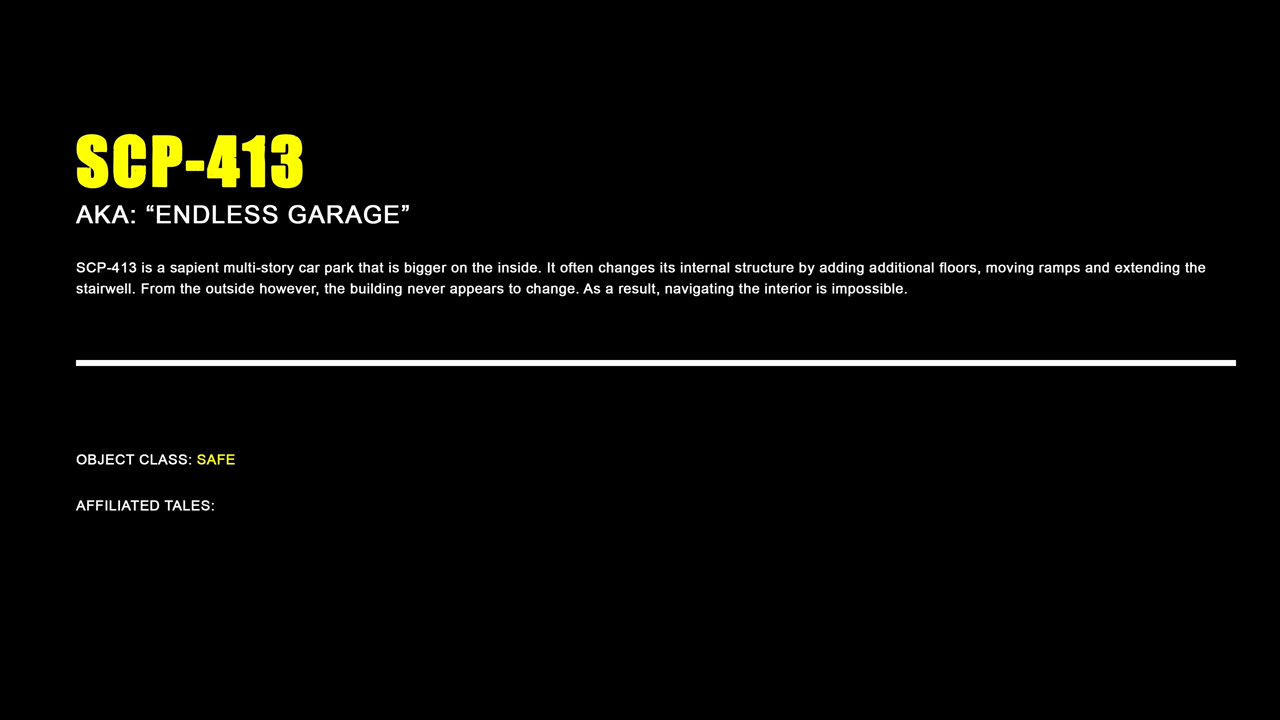 SCP-413
AKA: “ENDLESS GARAGE”
SCP-413 is a sapient multi-story car park that is bigger on the inside. It often changes its internal structure by adding additional floors, moving ramps and extending the
stairwell. From the outside however, the building never appears to change. As a result, navigating the interior is impossible.
OBJECT CLASS: SAFE
AFFILIATED TALES: